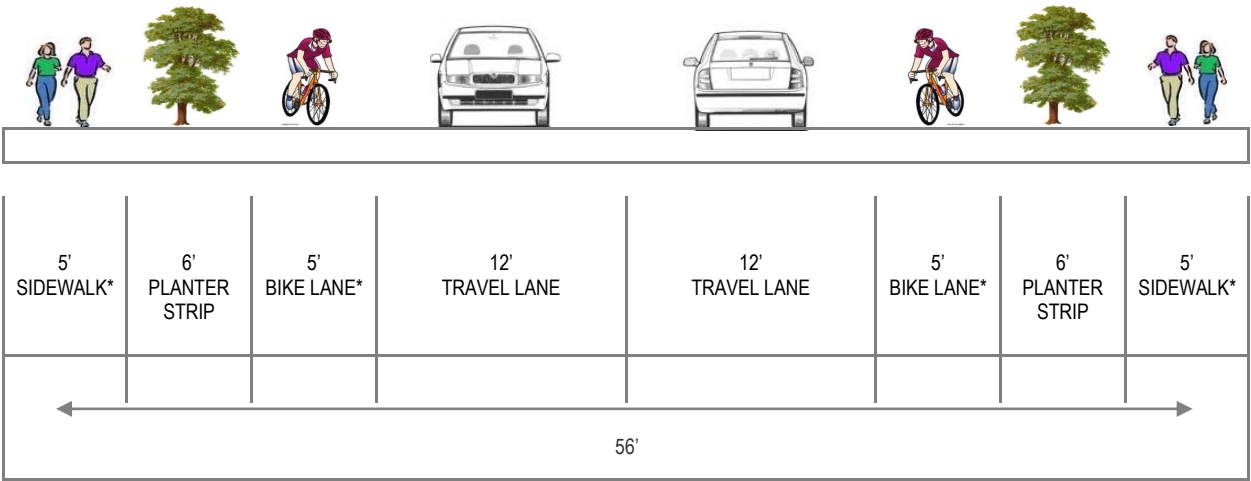 5’
SIDEWALK*
6’
PLANTER
STRIP
5’
BIKE LANE*
12’
TRAVEL LANE
12’
TRAVEL LANE
5’
BIKE LANE*
6’
PLANTER
STRIP
5’
SIDEWALK*
56’